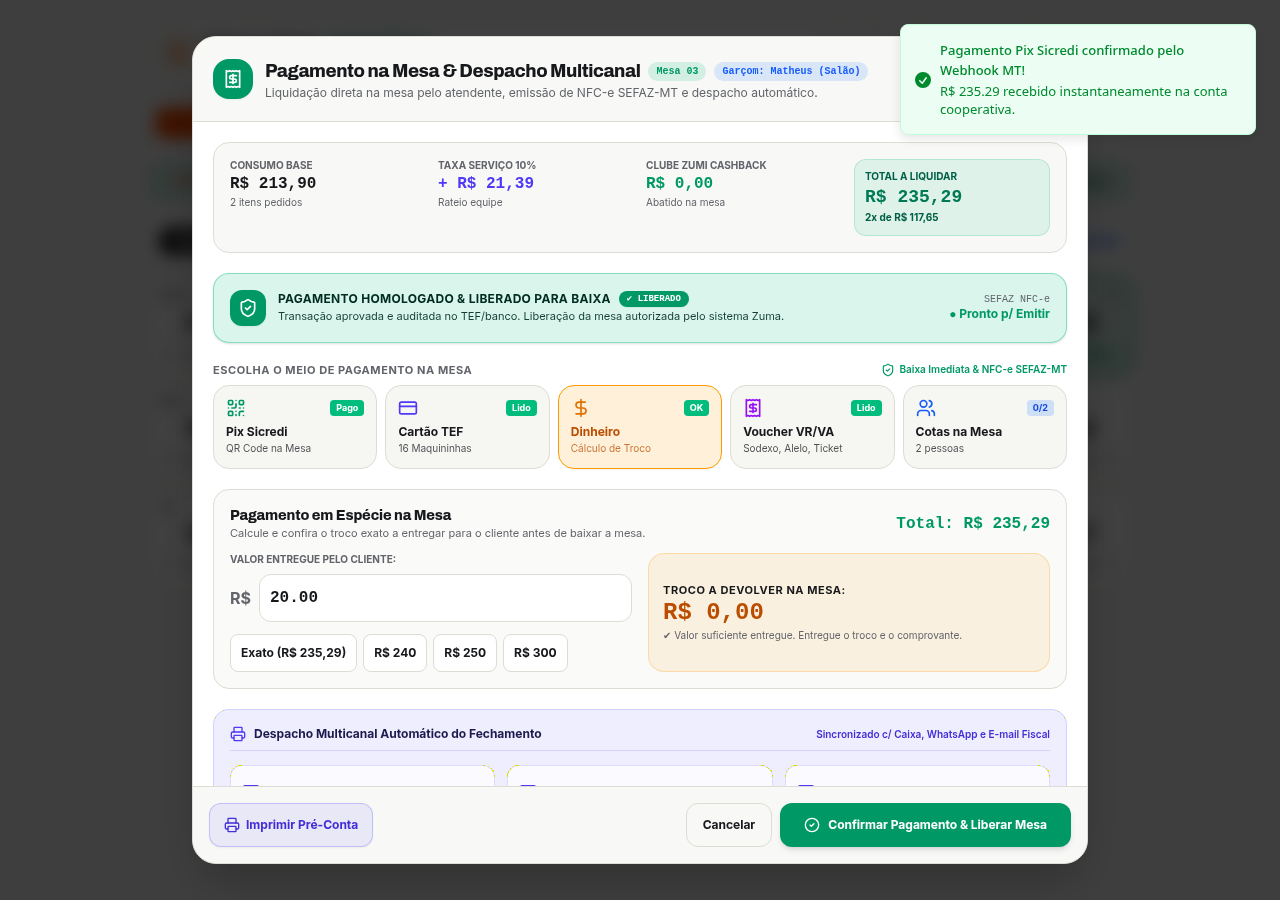 Pagamento na Mesa & Despacho Multicanal
Mesa 03
Garçom: Matheus (Salão)
Liquidação direta na mesa pelo atendente, emissão de NFC-e SEFAZ-MT e despacho automático.
Pagamento Pix Sicredi confirmado pelo
Webhook MT!
R$ 235.29 recebido instantaneamente na conta
cooperativa.
CONSUMO BASE
R$ 213,90
2 itens pedidos
TAXA SERVIÇO 10%
+ R$ 21,39
Rateio equipe
CLUBE ZUMI CASHBACK
R$ 0,00
Abatido na mesa
TOTAL A LIQUIDAR
R$ 235,29
2x de R$ 117,65
PAGAMENTO HOMOLOGADO & LIBERADO PARA BAIXA
✔ LIBERADO
Transação aprovada e auditada no TEF/banco. Liberação da mesa autorizada pelo sistema Zuma.
SEFAZ NFC-e
● Pronto p/ Emitir
ESCOLHA O MEIO DE PAGAMENTO NA MESA
Baixa Imediata & NFC-e SEFAZ-MT
Pago
Pix Sicredi
QR Code na Mesa
Lido
Cartão TEF
16 Maquininhas
OK
Dinheiro
Cálculo de Troco
Lido
Voucher VR/VA
Sodexo, Alelo, Ticket
0/2
Cotas na Mesa
2 pessoas
Pagamento em Espécie na Mesa
Calcule e confira o troco exato a entregar para o cliente antes de baixar a mesa.
Total: R$ 235,29
VALOR ENTREGUE PELO CLIENTE:
R$
20.00
Exato (R$ 235,29)
R$ 240
R$ 250
R$ 300
TROCO A DEVOLVER NA MESA:
R$ 0,00
✔ Valor suficiente entregue. Entregue o troco e o comprovante.
Despacho Multicanal Automático do Fechamento
Sincronizado c/ Caixa, WhatsApp e E-mail Fiscal
Imprimir Pré-Conta
Cancelar
Confirmar Pagamento & Liberar Mesa